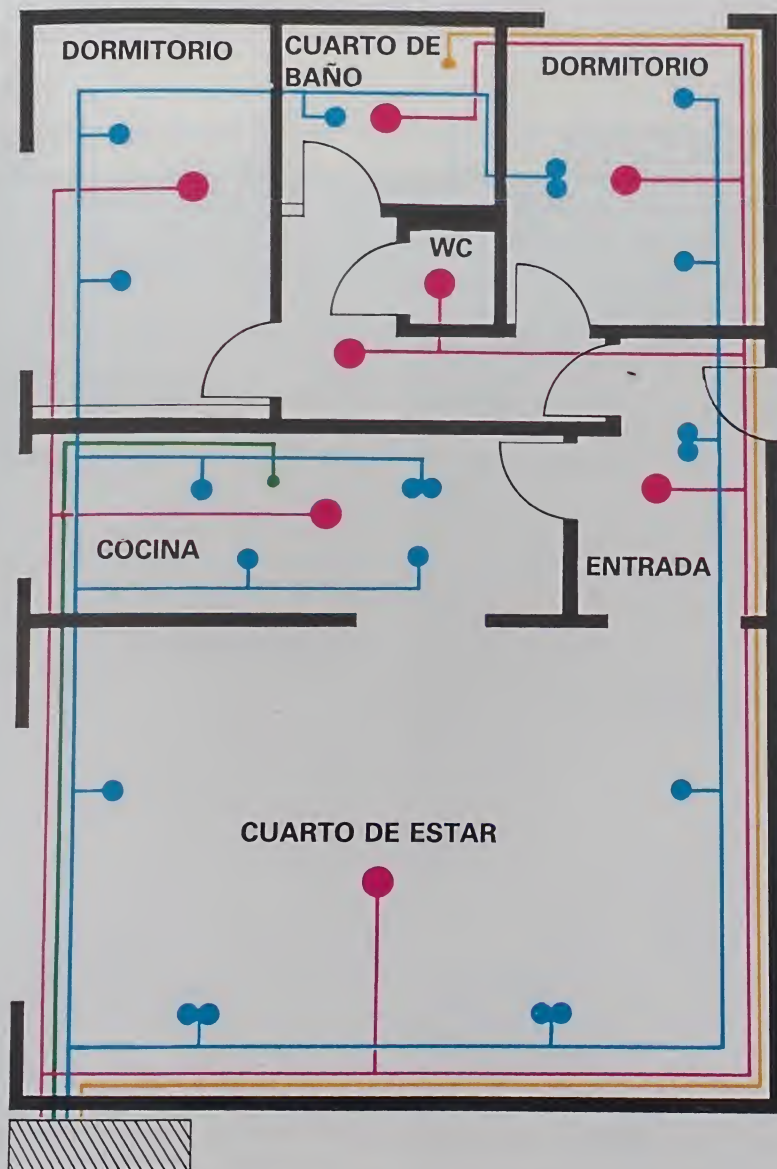 DORMITORIO
CUARTO DE
BAÑO
DORMITORIO
WC
COCINA
ENTRADA
CUARTO DE ESTAR